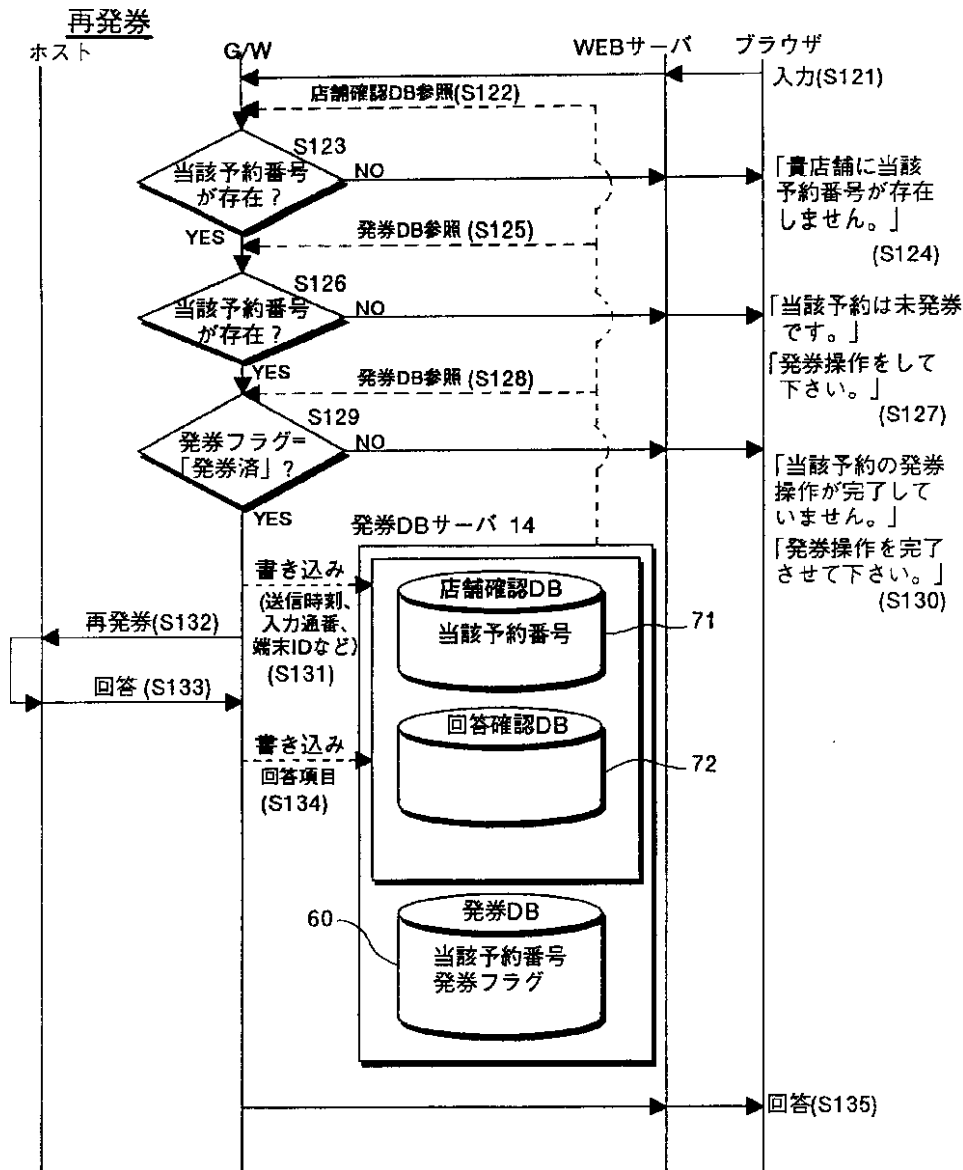 再発券
ホスト
G/W
WEBサーバ
ブラウザ
入力(S121)
店舗確認DB参照(S122)
S123
当該予約番号
が存在？
NO
YES
「貴店舗に当該
予約番号が存在
しません。」
(S124)
発券DB参照 (S125)
S126
当該予約番号
が存在？
NO
YES
「当該予約は未発券
です。」
「発券操作をして
下さい。」
(S127)
発券DB参照 (S128)
S129
発券フラグ=
「発券済」？
NO
YES
「当該予約の発券
操作が完了して
いません。」
「発券操作を完了
させて下さい。」
(S130)
発券DBサーバ 14
書き込み
(送信時刻、
入力通番、
端末IDなど)
(S131)
店舗確認DB
当該予約番号
71
再発券(S132)
回答 (S133)
書き込み
回答項目
(S134)
回答確認DB
72
60
発券DB
当該予約番号
発券フラグ
回答(S135)